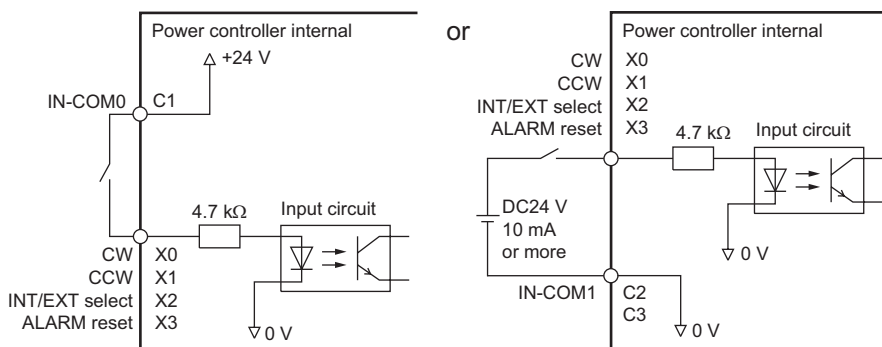 Power controller internal
+24 V
IN-COM0 C1
4.7 kΩ
Input circuit
CW X0
CCW X1
INT/EXT select X2
ALARM reset X3
0 V
or
Power controller internal
CW X0
CCW X1
INT/EXT select X2
ALARM reset X3
4.7 kΩ
Input circuit
DC24 V
10 mA
or more
0 V
IN-COM1 C2
C3
0 V